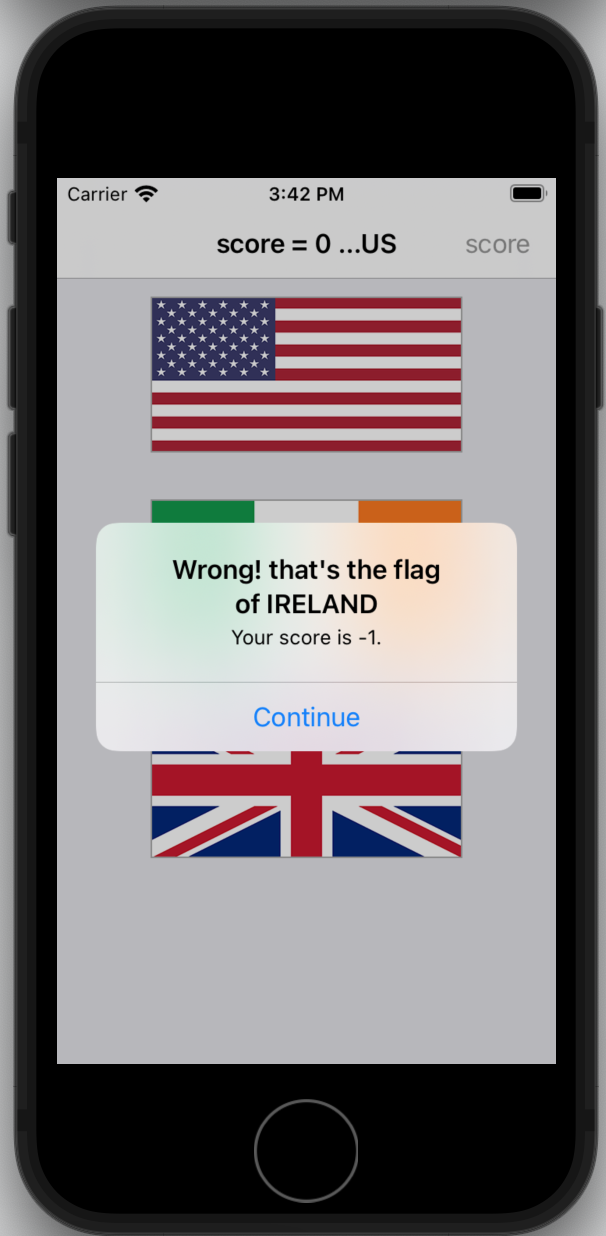 Carrier 3:42 PM
score = 0 ...US score
Wrong! that's the flag
of IRELAND
Your score is -1.
Continue